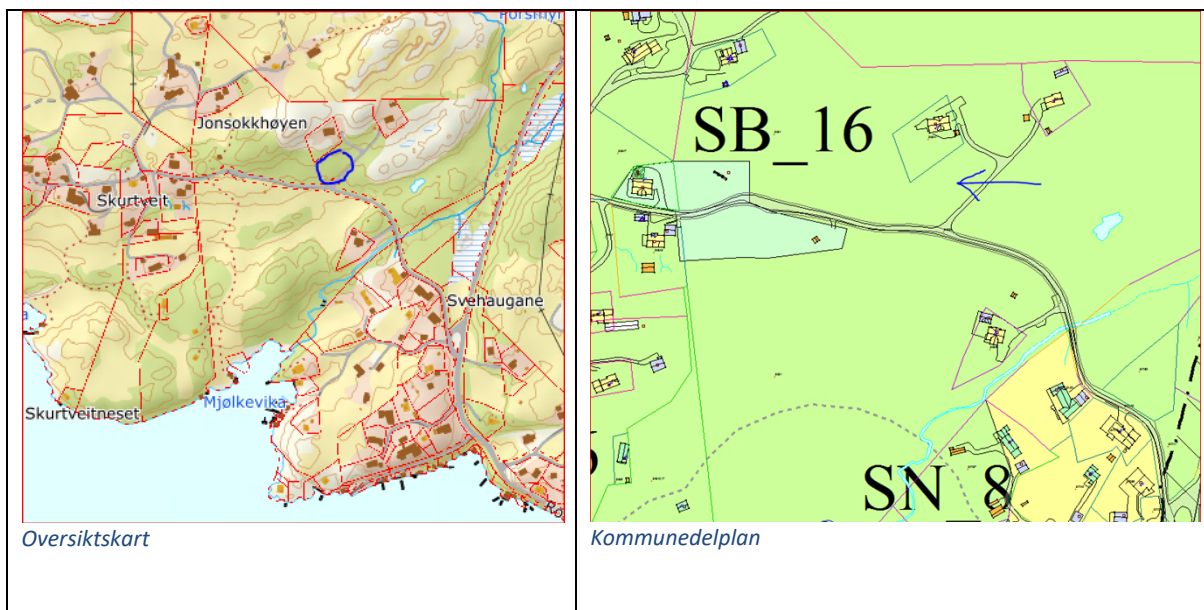 Jonsokkhøyen
Skurtveit
Svehaugane
Mjølkevika
Skurtveitneset
Oversiktskart
SB_16
SN_8
Kommunedelplan